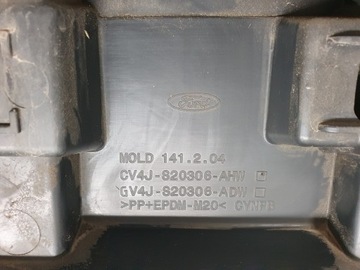 Ford
MOLD 141.2.04
CV4J-S20306-AHW
GV4J-S20306-ADW
>PP+EPDM-M20<